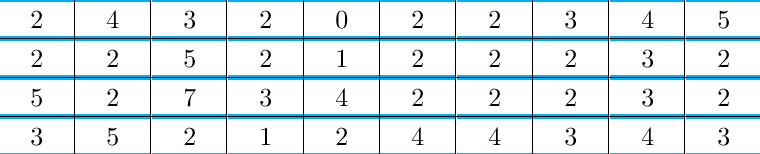 2 4 3 2 0 2 2 3 4 5
2 2 5 2 1 2 2 2 3 2
5 2 7 3 4 2 2 2 3 2
3 5 2 1 2 4 4 3 4 3